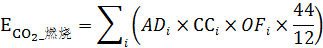 E_{CO₂_燃烧} = ∑_i (AD_i × CC_i × OF_i × 44/12)